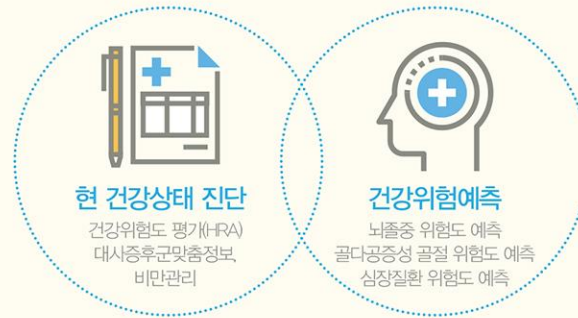 현 건강상태 진단
건강위험도 평가(HRA)
대사증후군맞춤정보,
비만관리
건강위험예측
뇌졸중 위험도 예측
골다공증성 골절 위험도 예측
심장질환 위험도 예측